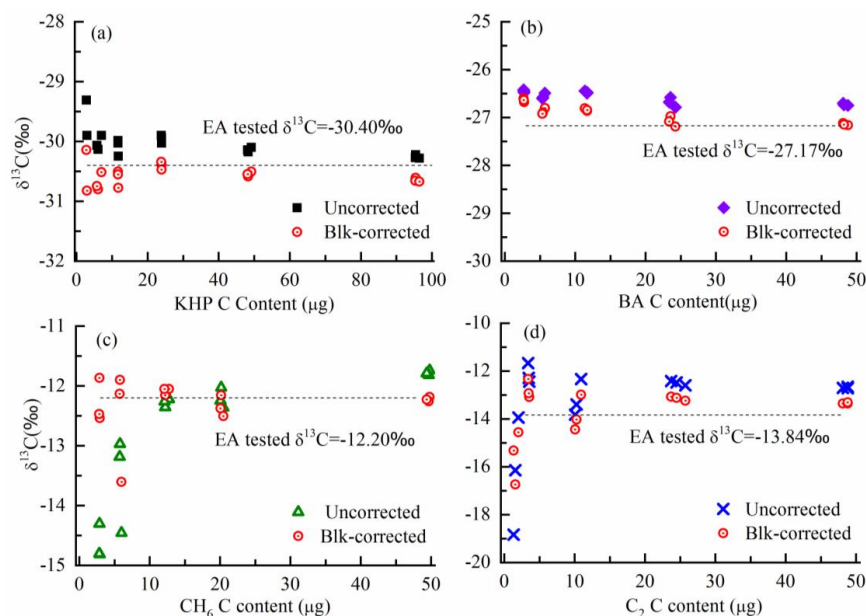 (a)
-28
-29
-30
-31
-32
δ¹³C(‰)
EA tested δ¹³C=-30.40‰
Uncorrected
Blk-corrected
0 20 40 60 80 100
KHP C Content (μg)
(b)
-25
-26
-27
-28
-29
-30
EA tested δ¹³C=-27.17‰
Uncorrected
Blk-corrected
0 10 20 30 40 50
BA C content(μg)
(c)
-11
-12
-13
-14
-15
δ¹³C(‰)
EA tested δ¹³C=-12.20‰
Uncorrected
Blk-corrected
0 10 20 30 40 50
CH₆ C content (μg)
(d)
-10
-12
-14
-16
-18
-20
EA tested δ¹³C=-13.84‰
Uncorrected
Blk-corrected
0 10 20 30 40 50
C₂ C content (μg)